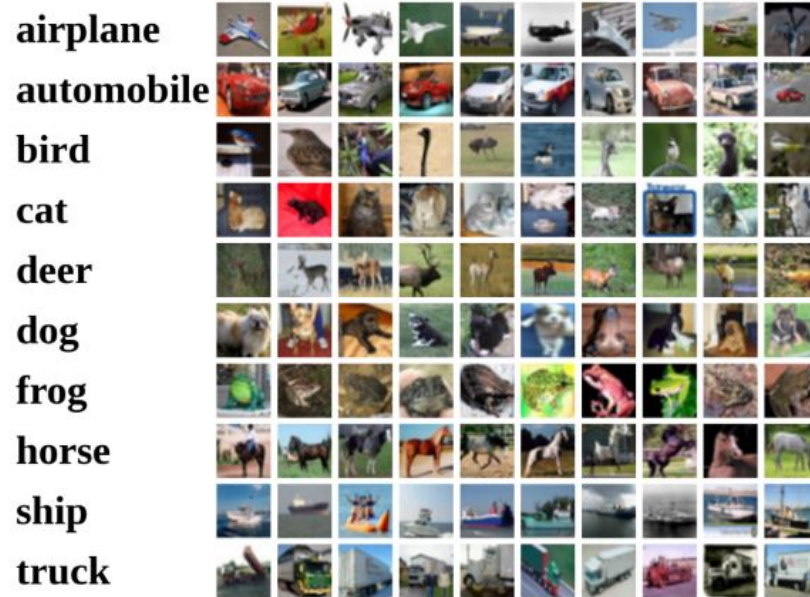 airplane
automobile
bird
cat
deer
dog
frog
horse
ship
truck